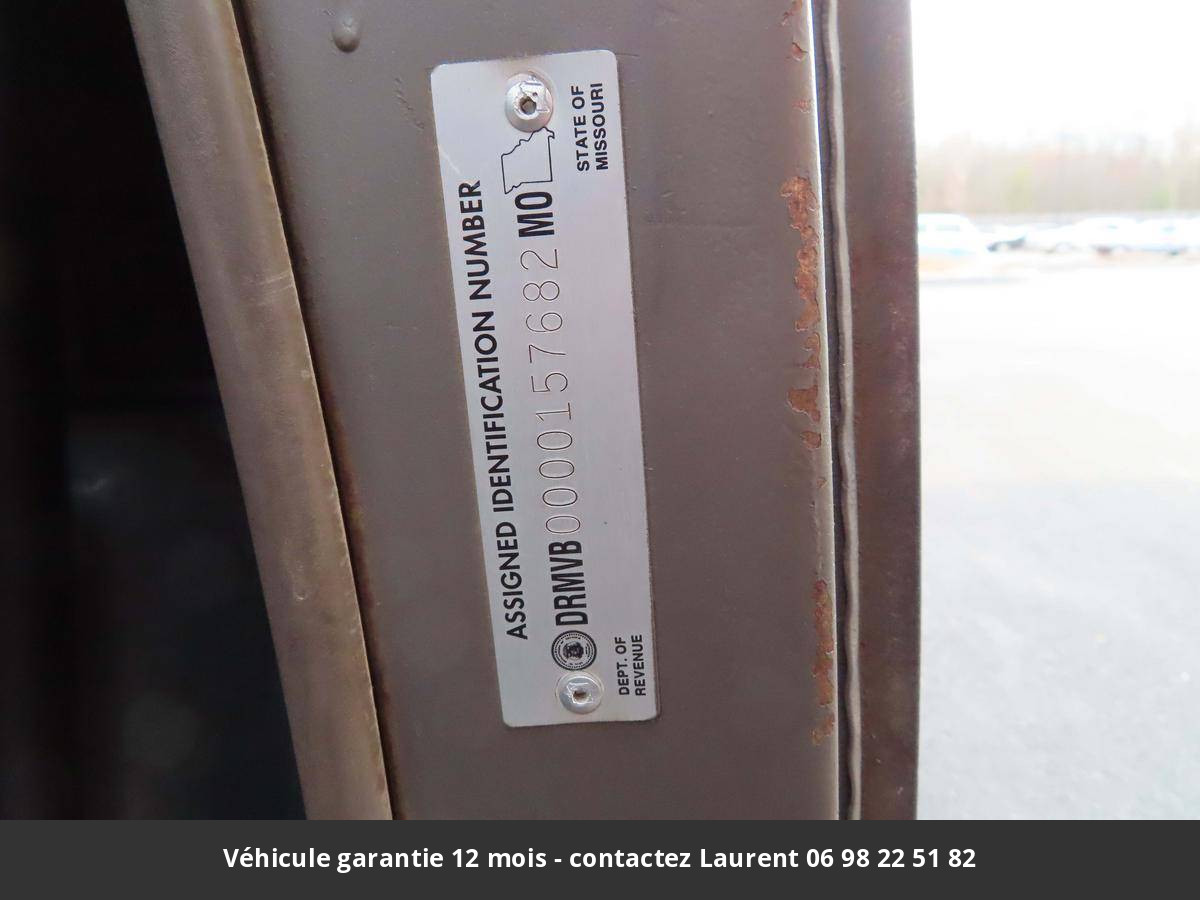 ASSIGNED IDENTIFICATION NUMBER
DRMVB 0000157682 MO
DEPT. OF
REVENUE
STATE OF
MISSOURI
Véhicule garantie 12 mois - contactez Laurent 06 98 22 51 82